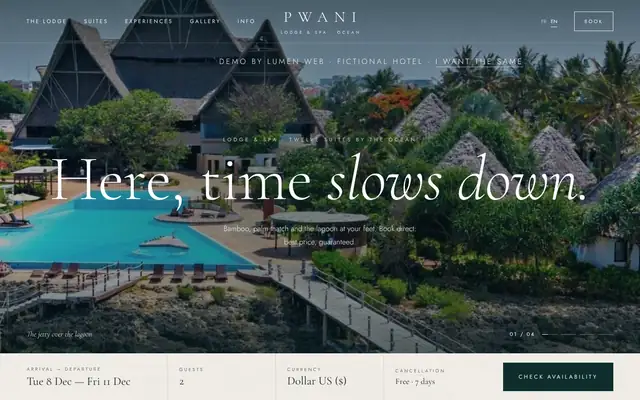 THE LODGE SUITES EXPERIENCES GALLERY INFO
PWANI
LODGE & SPA · OCEAN
FR EN
BOOK
DEMO BY LUMEN WEB · FICTIONAL HOTEL · I WANT THE SAME
LODGE & SPA · TWELVE SUITES BY THE OCEAN
Here, time slows down.
Bamboo, palm thatch and the lagoon at your feet. Book direct:
best price, guaranteed.
The jetty over the lagoon
01 / 04
ARRIVAL — DEPARTURE
Tue 8 Dec — Fri 11 Dec
GUESTS
2
CURRENCY
Dollar US ($)
CANCELLATION
Free · 7 days
CHECK AVAILABILITY